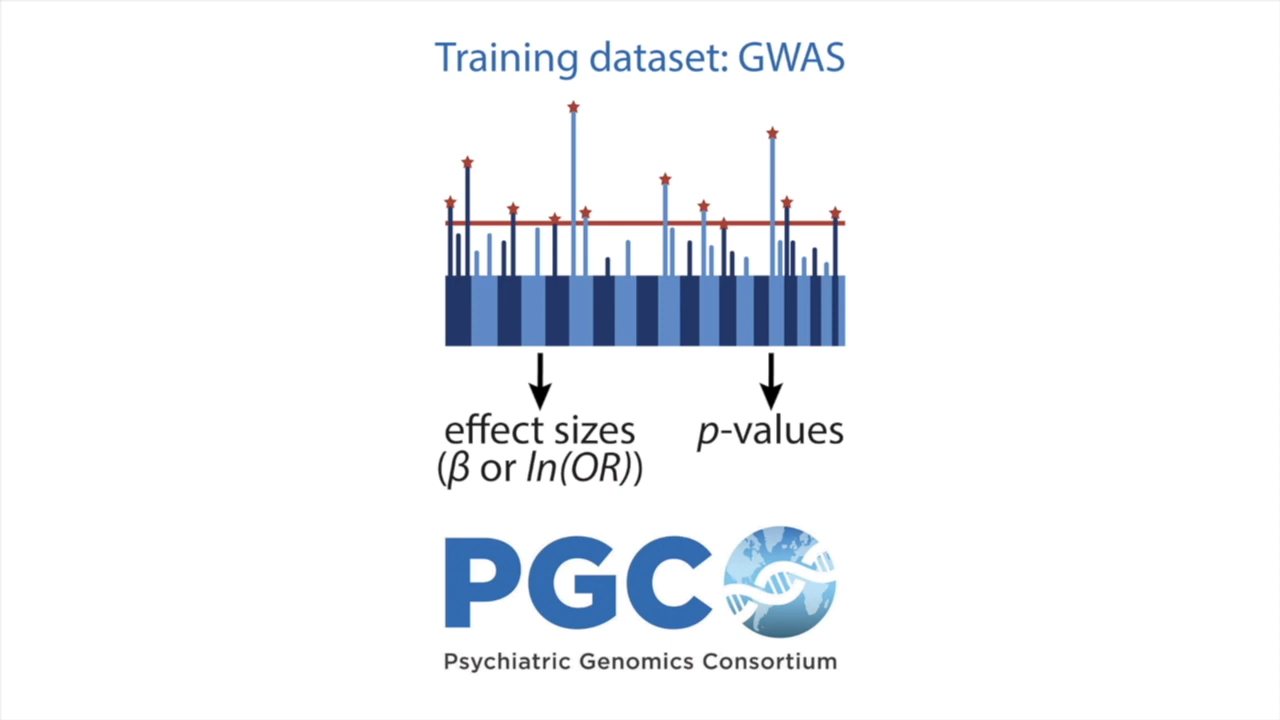 Training dataset: GWAS
effect sizes
(β or ln(OR))
p-values
PGC
Psychiatric Genomics Consortium